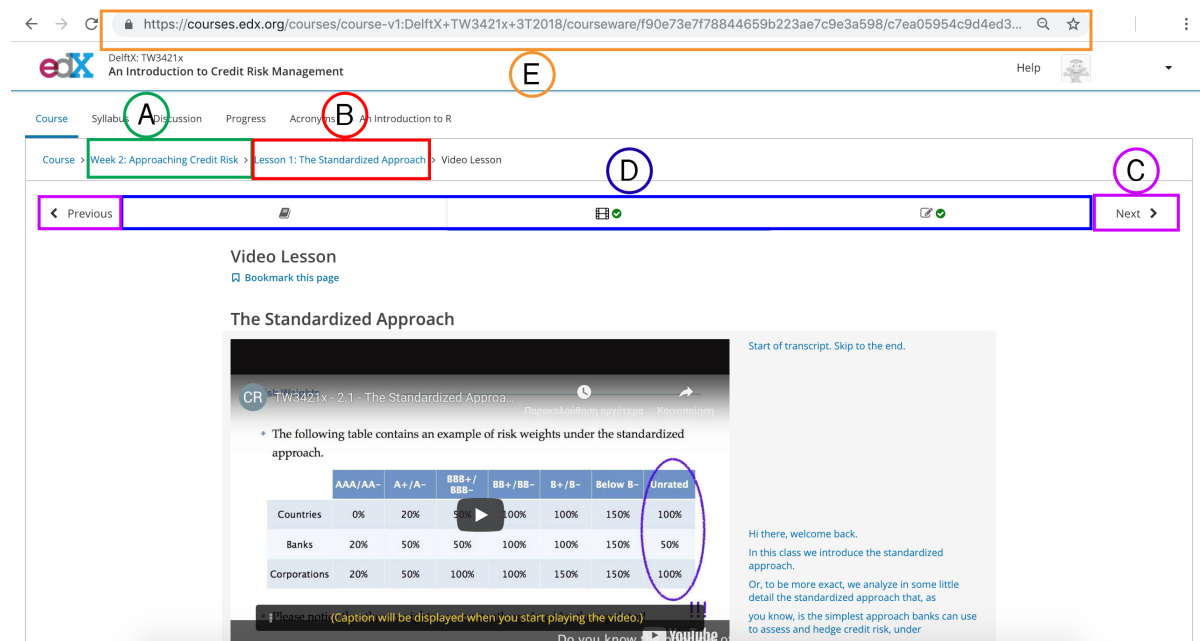 https://courses.edx.org/courses/course-v1:DelftX+TW3421x+3T2018/courseware/f90e73e7f78844659b223ae7c9e3a598/c7ea05954c9d4ed3...
E
edX
DelftX: TW3421x
An Introduction to Credit Risk Management
Help
A
B
Course Syllabus Discussion Progress Acronyms An Introduction to R
Course > Week 2: Approaching Credit Risk > Lesson 1: The Standardized Approach > Video Lesson
D
C
Previous
Next
Video Lesson
Bookmark this page
The Standardized Approach
CR TW3421x - 2.1 - The Standardized Approa...
Risk Weights
Παρακολούθηση αργότερα Κοινοποίηση
The following table contains an example of risk weights under the standardized
approach.
AAA/AA– A+/A– BBB+/BBB– BB+/BB– B+/B– Below B– Unrated
Countries 0% 20% 50% 100% 100% 150% 100%
Banks 20% 50% 50% 100% 100% 150% 50%
Corporations 20% 50% 100% 100% 150% 150% 100%
!!!
(Caption will be displayed when you start playing the video.)
Do you know
YouTube
Start of transcript. Skip to the end.
Hi there, welcome back.
In this class we introduce the standardized
approach.
Or, to be more exact, we analyze in some little
detail the standardized approach that, as
you know, is the simplest approach banks can use
to assess and hedge credit risk, under